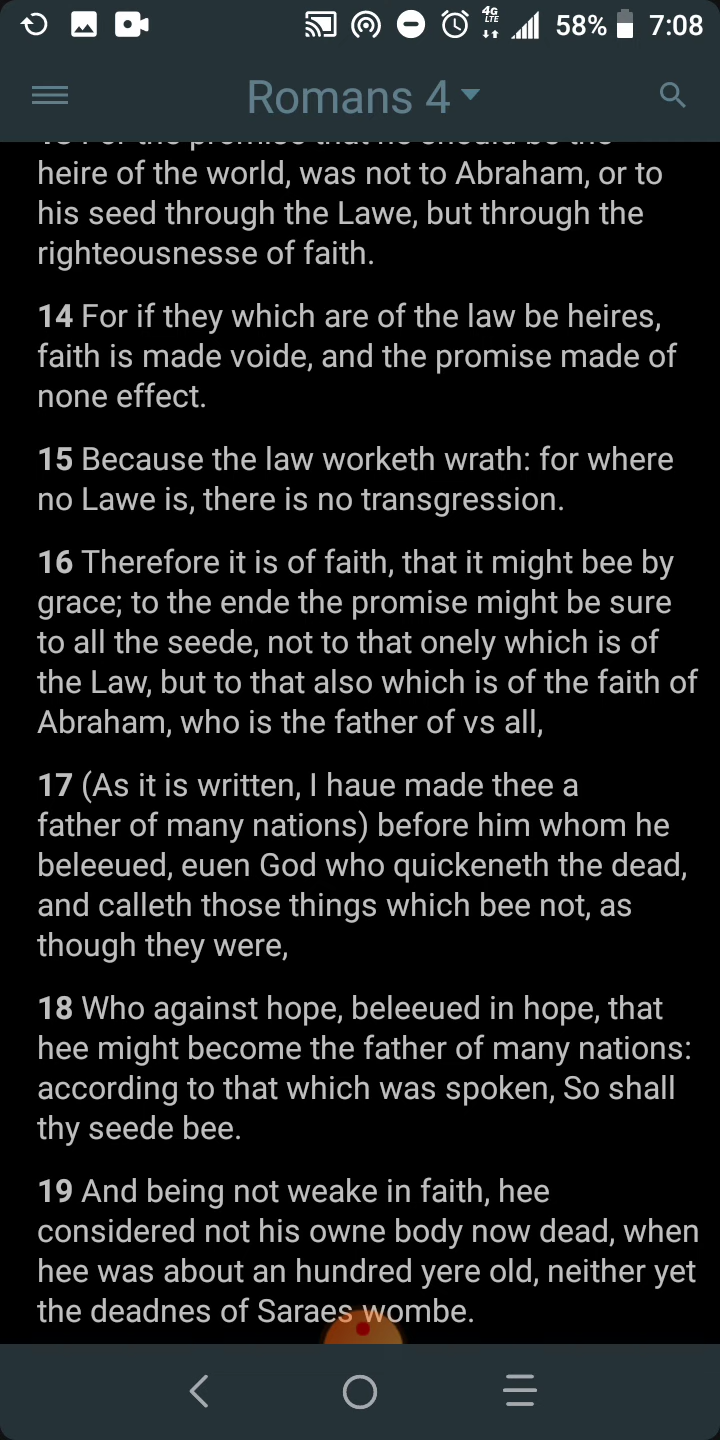 4G
LTE
58%
7:08
Romans 4
heire of the world, was not to Abraham, or to
his seed through the Lawe, but through the
righteousnesse of faith.
14 For if they which are of the law be heires,
faith is made voide, and the promise made of
none effect.
15 Because the law worketh wrath: for where
no Lawe is, there is no transgression.
16 Therefore it is of faith, that it might bee by
grace; to the ende the promise might be sure
to all the seede, not to that onely which is of
the Law, but to that also which is of the faith of
Abraham, who is the father of vs all,
17 (As it is written, I haue made thee a
father of many nations) before him whom he
beleeued, euen God who quickeneth the dead,
and calleth those things which bee not, as
though they were,
18 Who against hope, beleeued in hope, that
hee might become the father of many nations:
according to that which was spoken, So shall
thy seede bee.
19 And being not weake in faith, hee
considered not his owne body now dead, when
hee was about an hundred yere old, neither yet
the deadnes of Saraes wombe.